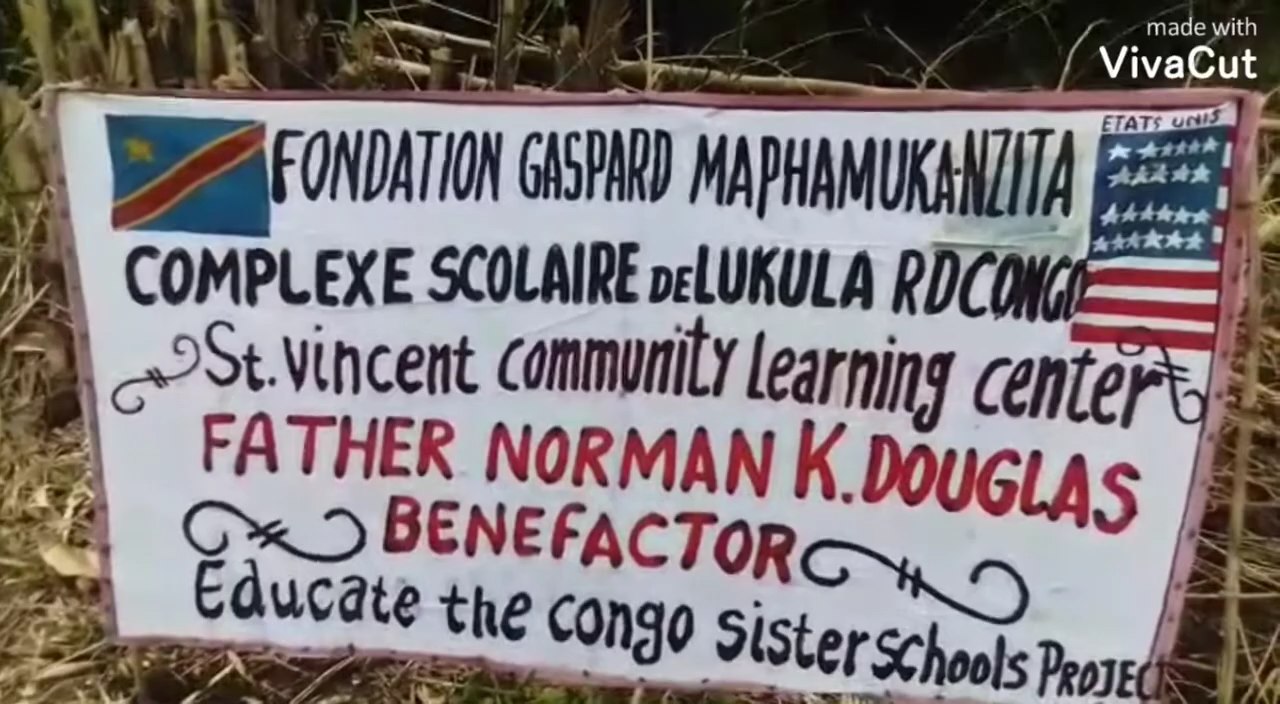 made with
VivaCut
ETATS UNIS
FONDATION GASPARD MAPHAMUKA-NZITA
COMPLEXE SCOLAIRE DE LUKULA RDCONGO
St. Vincent community Learning center
FATHER NORMAN K. DOUGLAS
BENEFACTOR
Educate the congo sister schools PROJECT